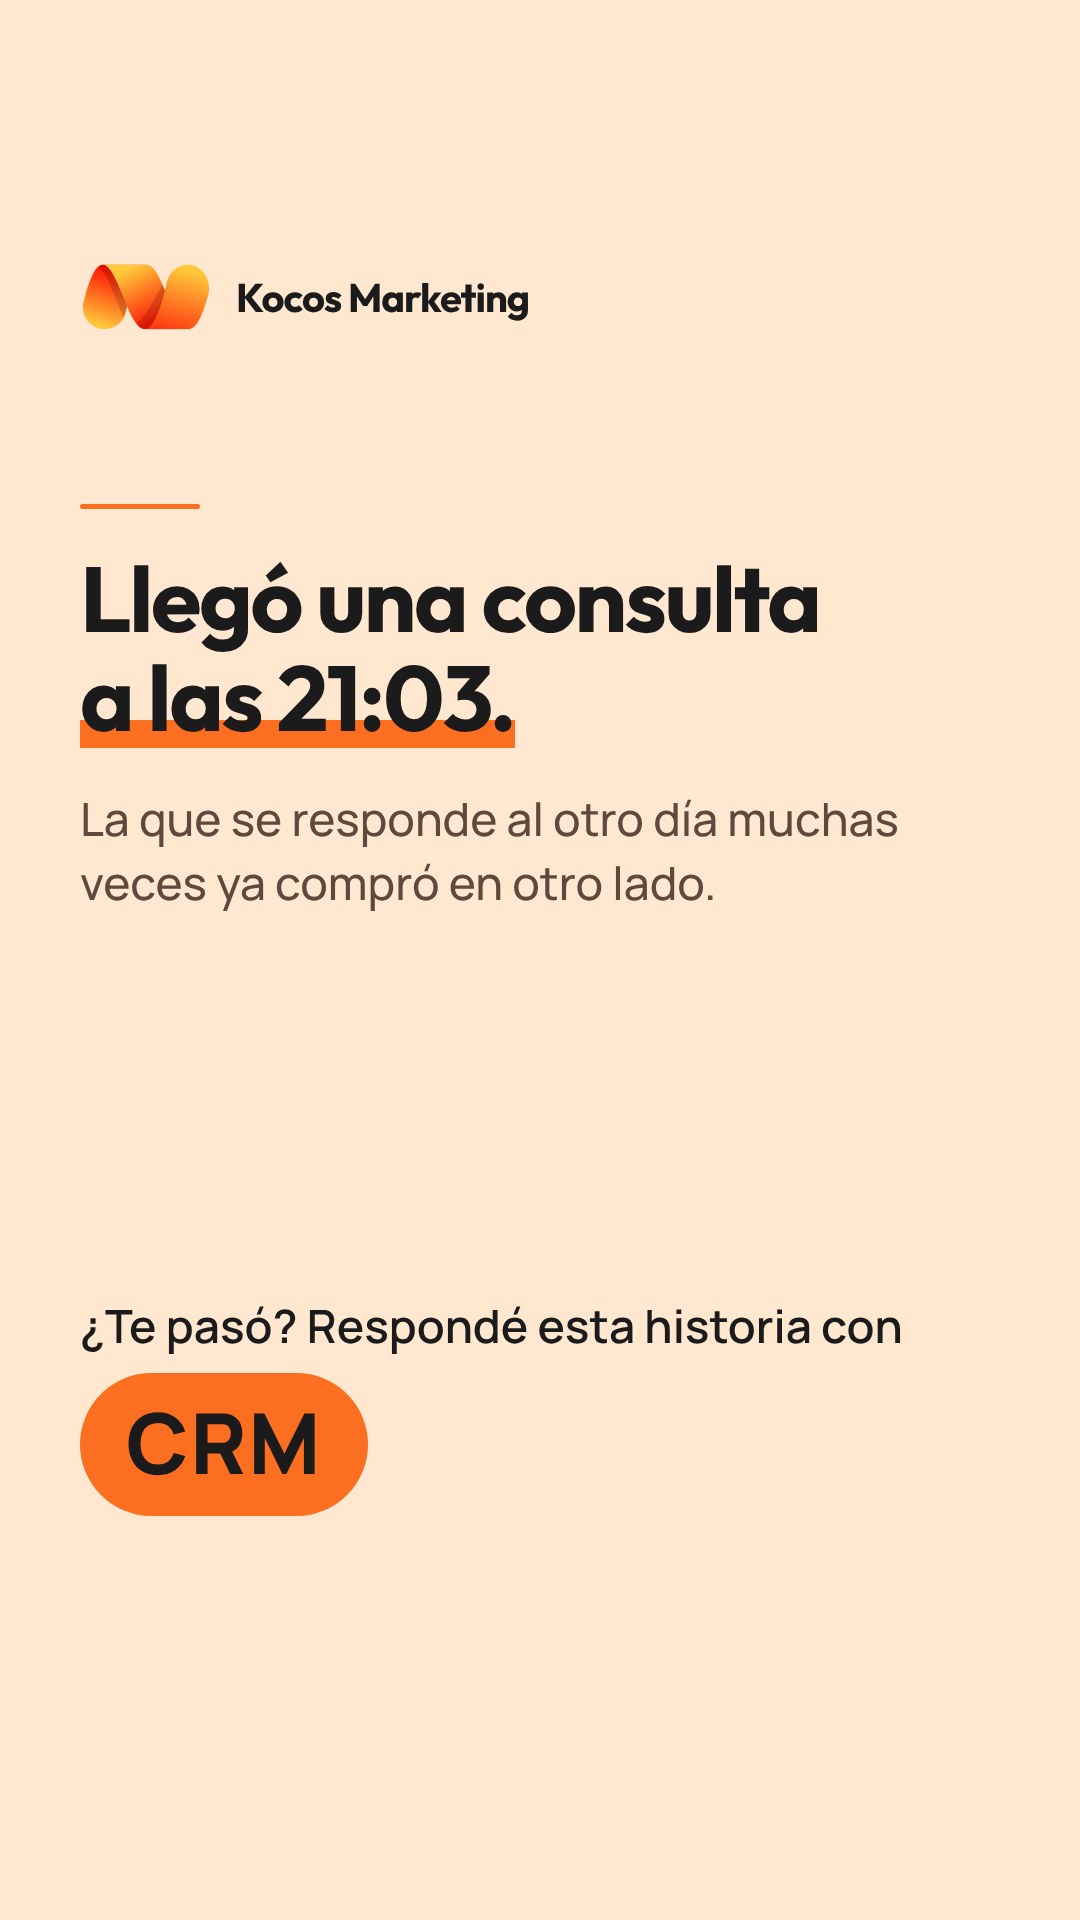 Kocos Marketing
Llegó una consulta
a las 21:03.
La que se responde al otro día muchas
veces ya compró en otro lado.
¿Te pasó? Respondé esta historia con
CRM